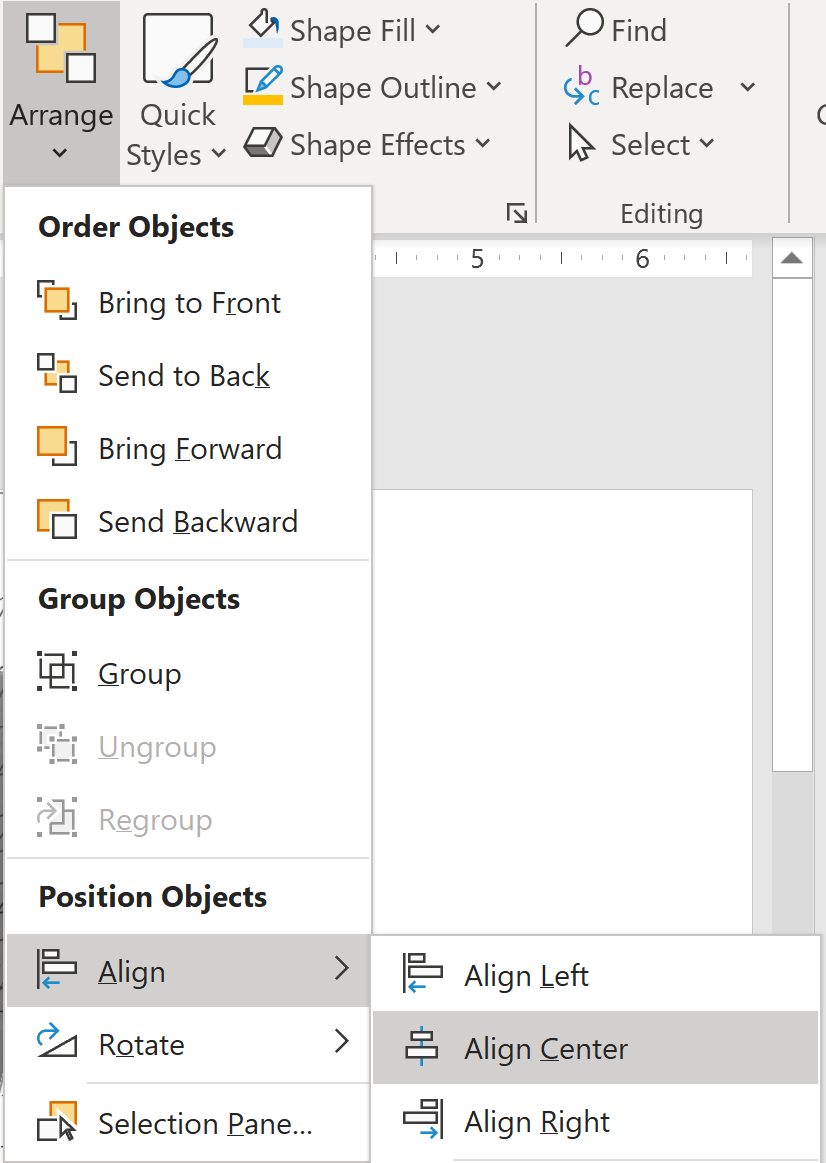 Arrange
Quick
Styles
Shape Fill
Shape Outline
Shape Effects
Find
Replace
Select
Editing
Order Objects
Bring to Front
Send to Back
Bring Forward
Send Backward
Group Objects
Group
Ungroup
Regroup
Position Objects
Align
Rotate
Selection Pane...
5 6
Align Left
Align Center
Align Right